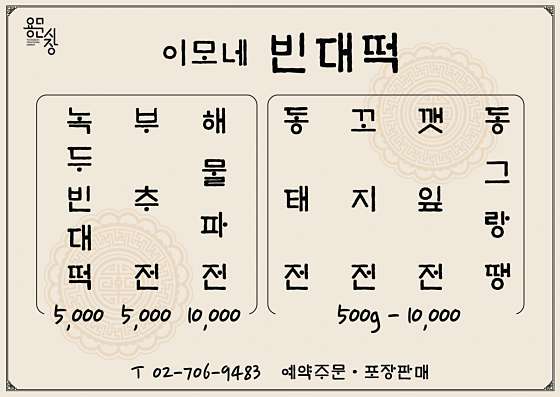 용문시장
이모네 빈대떡
녹두빈대떡
부추전
해물파전
5,000 5,000 10,000
동태전
꼬지전
깻잎전
동그랑땡
500g - 10,000
T 02-706-9483 예약주문 · 포장판매